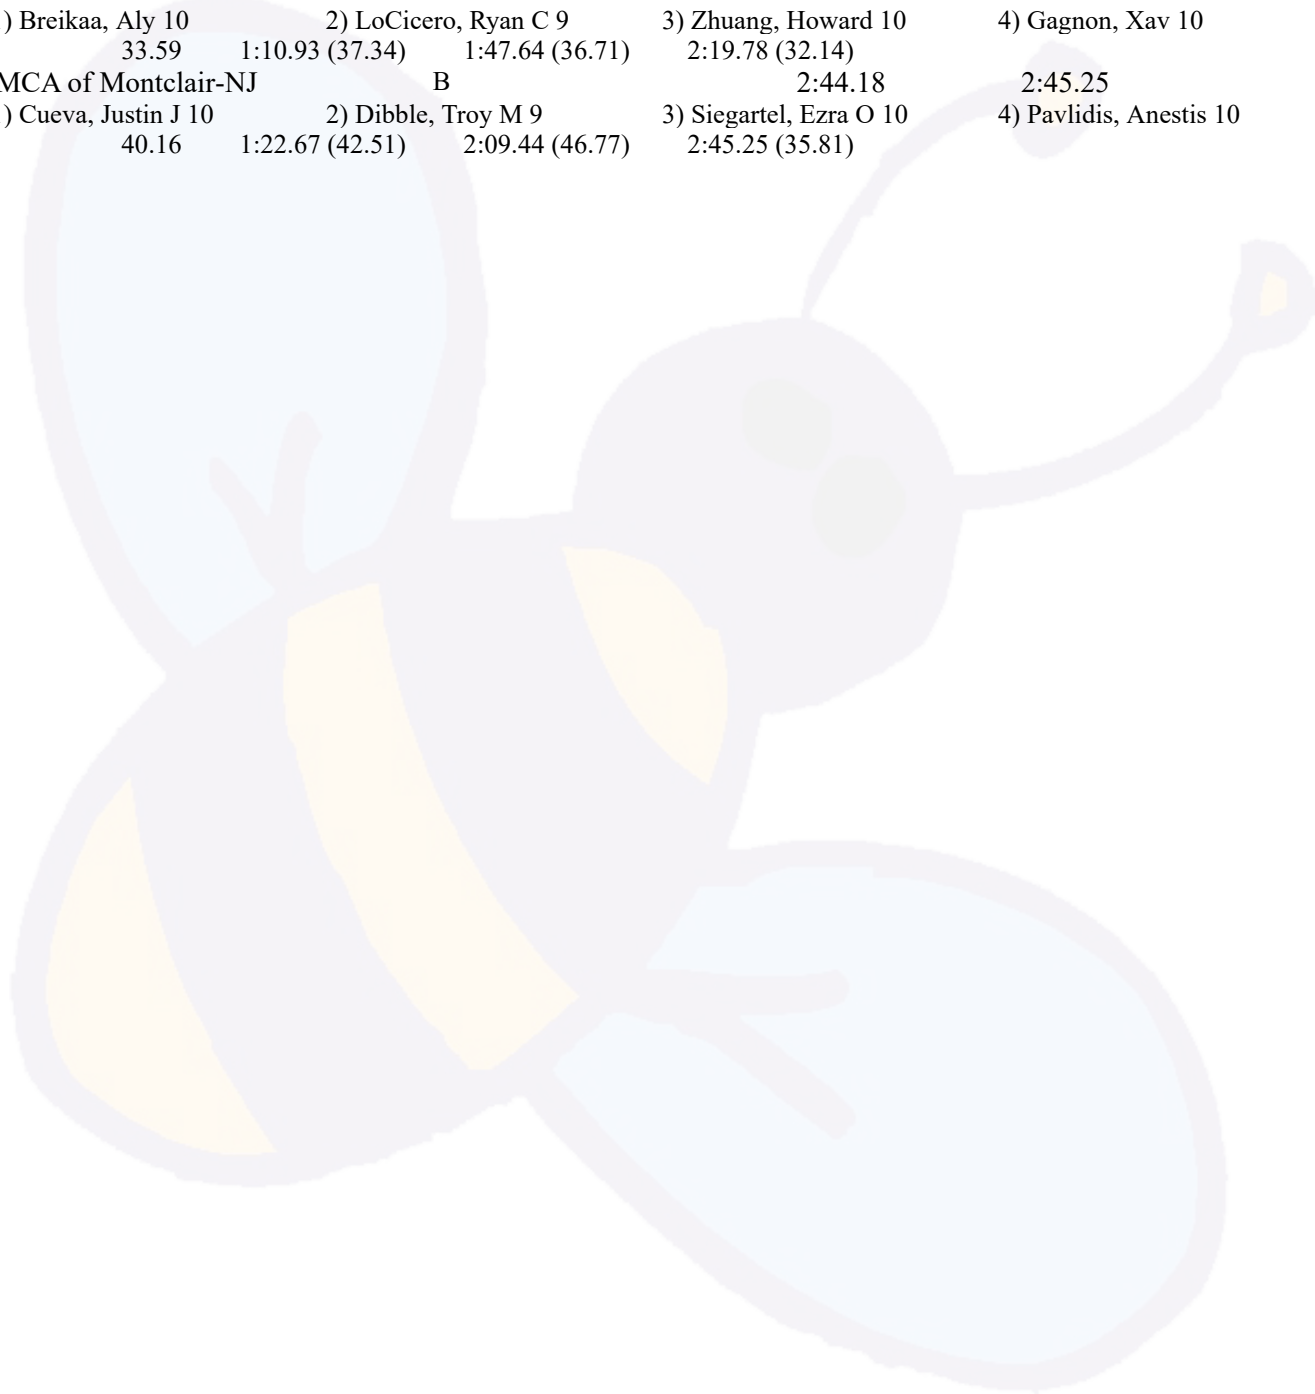 ) Breikaa, Aly 10 2) LoCicero, Ryan C 9 3) Zhuang, Howard 10 4) Gagnon, Xav 10
33.59 1:10.93 (37.34) 1:47.64 (36.71) 2:19.78 (32.14)
MCA of Montclair-NJ B 2:44.18 2:45.25
) Cueva, Justin J 10 2) Dibble, Troy M 9 3) Siegartel, Ezra O 10 4) Pavlidis, Anestis 10
40.16 1:22.67 (42.51) 2:09.44 (46.77) 2:45.25 (35.81)